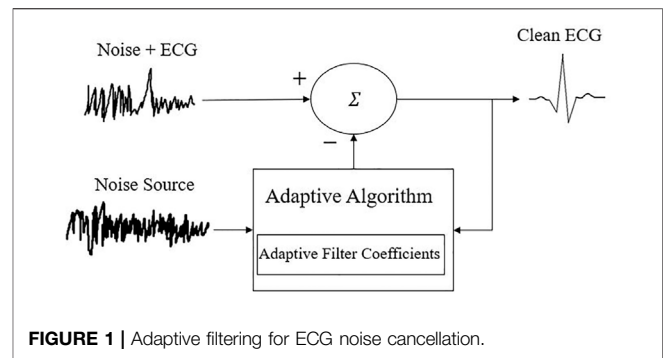 Noise + ECG
Clean ECG
+
Σ
−
Noise Source
Adaptive Algorithm
Adaptive Filter Coefficients
FIGURE 1 | Adaptive filtering for ECG noise cancellation.